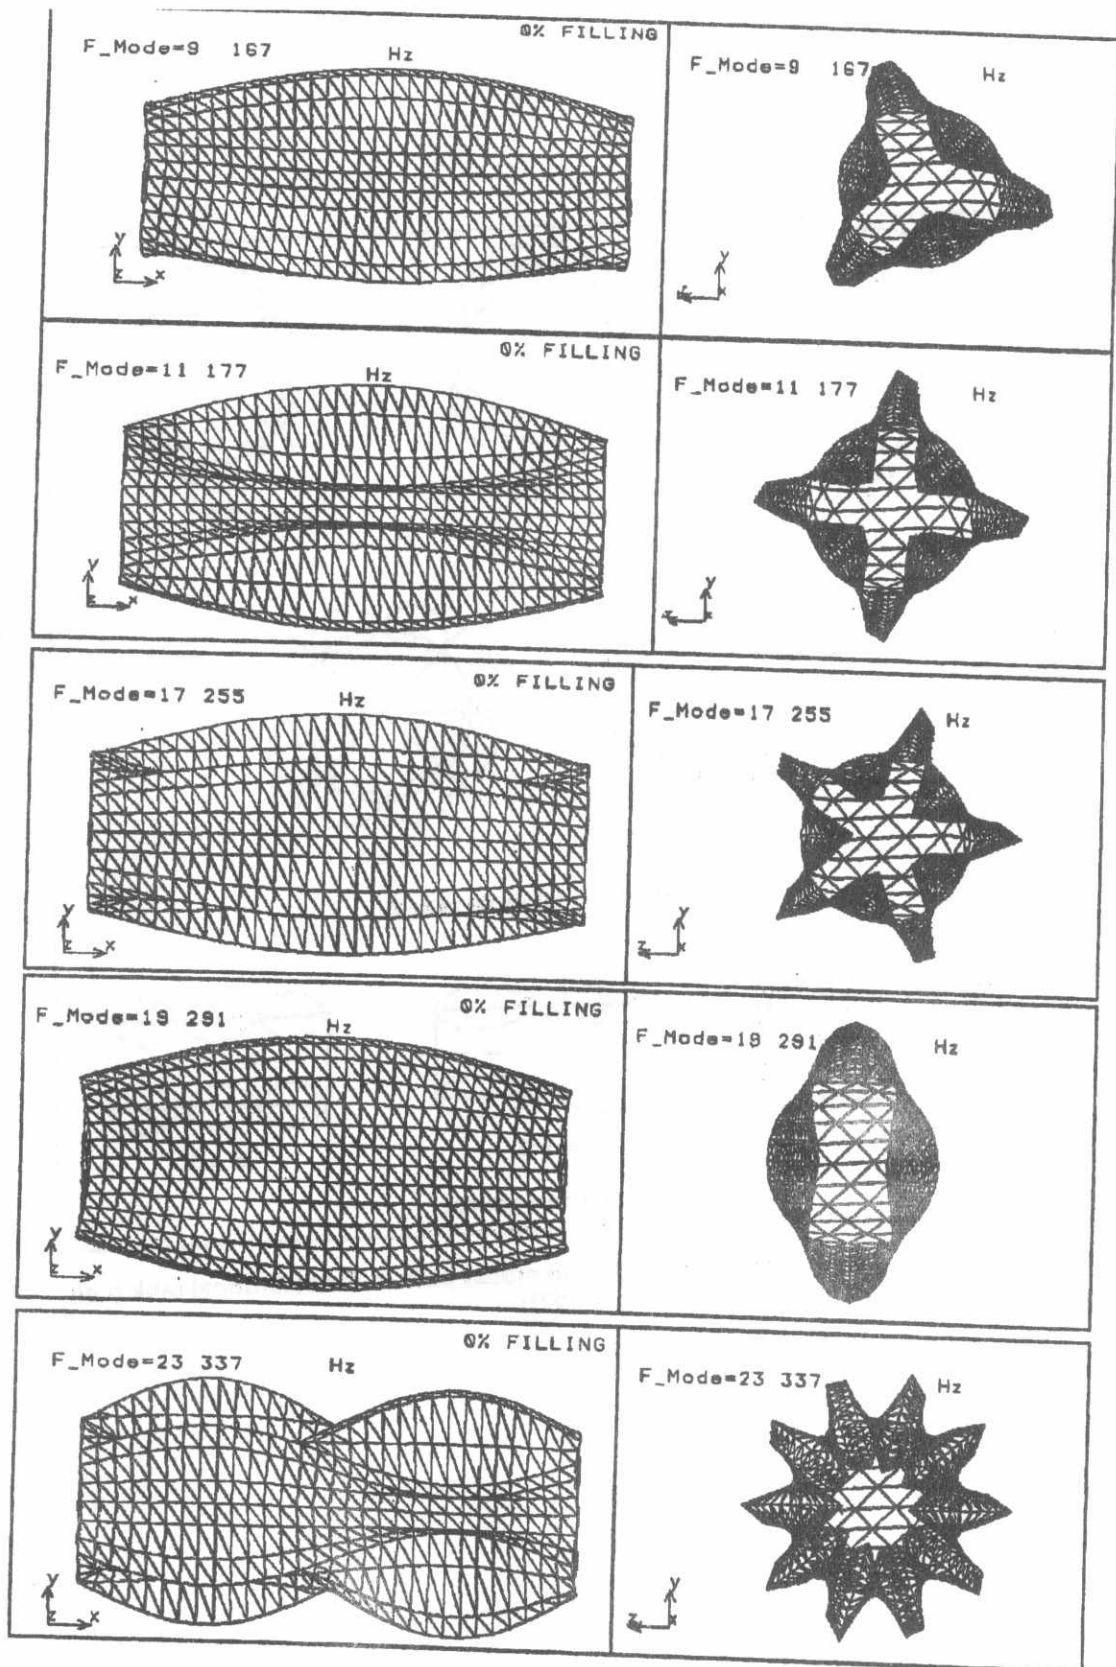 0% FILLING
F_Mode=9 167 Hz
Y
Z X
F_Mode=9 167 Hz
Y
X
0% FILLING
F_Mode=11 177 Hz
Y
Z X
F_Mode=11 177 Hz
Y
Z X
0% FILLING
F_Mode=17 255 Hz
Y
Z X
F_Mode=17 255 Hz
Y
Z X
0% FILLING
F_Mode=19 291 Hz
Y
Z X
F_Mode=19 291 Hz
0% FILLING
F_Mode=23 337 Hz
Y
Z X
F_Mode=23 337 Hz
Y
Z X